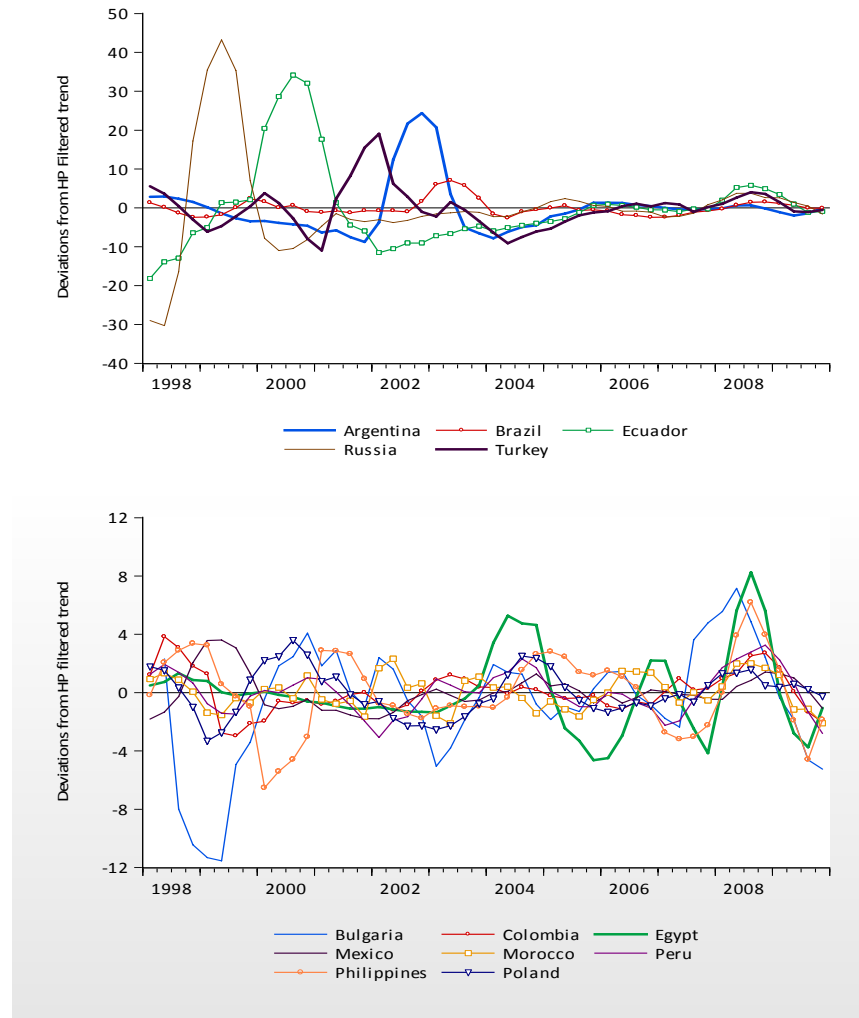 Deviations from HP Filtered trend
50
40
30
20
10
0
-10
-20
-30
-40
1998 2000 2002 2004 2006 2008
Argentina Brazil Ecuador
Russia Turkey
Deviations from HP filtered trend
12
8
4
0
-4
-8
-12
1998 2000 2002 2004 2006 2008
Bulgaria Colombia Egypt
Mexico Morocco Peru
Philippines Poland